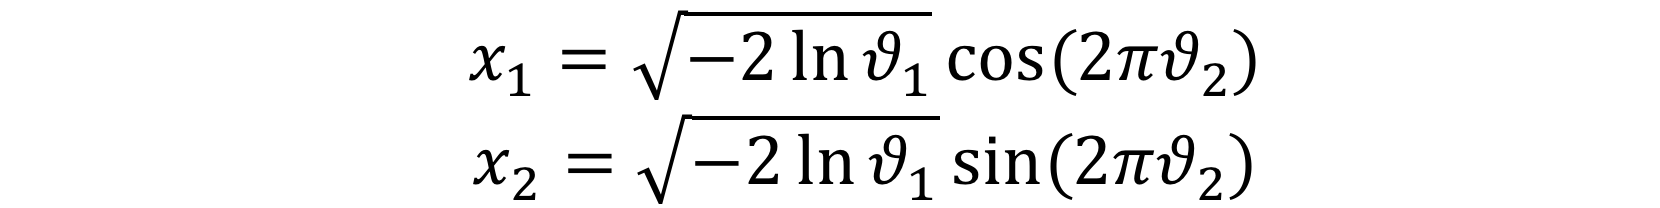 x₁ = √(−2 ln ϑ₁) cos(2πϑ₂)
x₂ = √(−2 ln ϑ₁) sin(2πϑ₂)